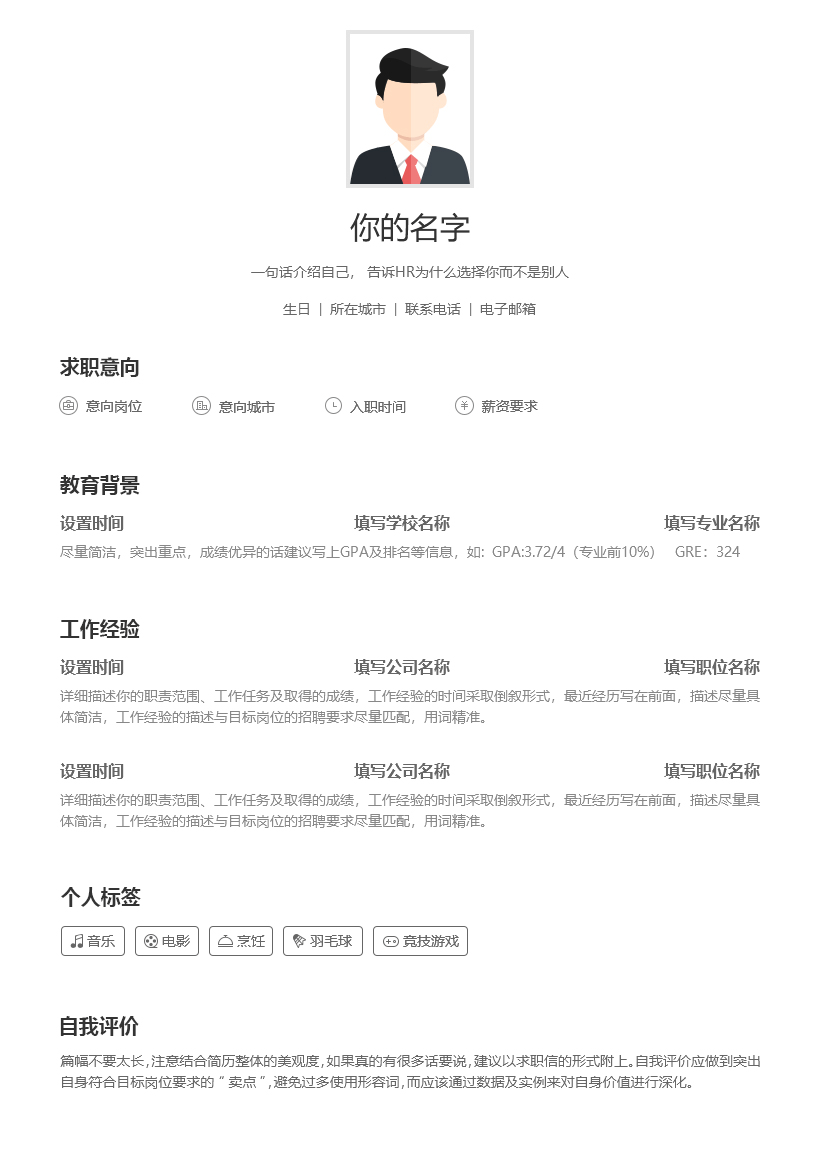 你的名字
一句话介绍自己， 告诉HR为什么选择你而不是别人
生日 | 所在城市 | 联系电话 | 电子邮箱
求职意向
意向岗位 意向城市 入职时间 薪资要求
教育背景
设置时间 填写学校名称 填写专业名称
尽量简洁，突出重点，成绩优异的话建议写上GPA及排名等信息，如：GPA:3.72/4（专业前10%） GRE：324
工作经验
设置时间 填写公司名称 填写职位名称
详细描述你的职责范围、工作任务及取得的成绩，工作经验的时间采取倒叙形式，最近经历写在前面，描述尽量具
体简洁，工作经验的描述与目标岗位的招聘要求尽量匹配，用词精准。
设置时间 填写公司名称 填写职位名称
详细描述你的职责范围、工作任务及取得的成绩，工作经验的时间采取倒叙形式，最近经历写在前面，描述尽量具
体简洁，工作经验的描述与目标岗位的招聘要求尽量匹配，用词精准。
个人标签
音乐 电影 烹饪 羽毛球 竞技游戏
自我评价
篇幅不要太长，注意结合简历整体的美观度，如果真的有很多话要说，建议以求职信的形式附上。自我评价应做到突出
自身符合目标岗位要求的“卖点”，避免过多使用形容词，而应该通过数据及实例来对自身价值进行深化。